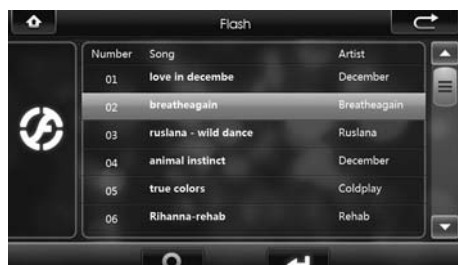 Flash
Number Song Artist
01 love in decembe December
02 breatheagain Breatheagain
03 ruslana - wild dance Ruslana
04 animal instinct December
05 true colors Coldplay
06 Rihanna-rehab Rehab